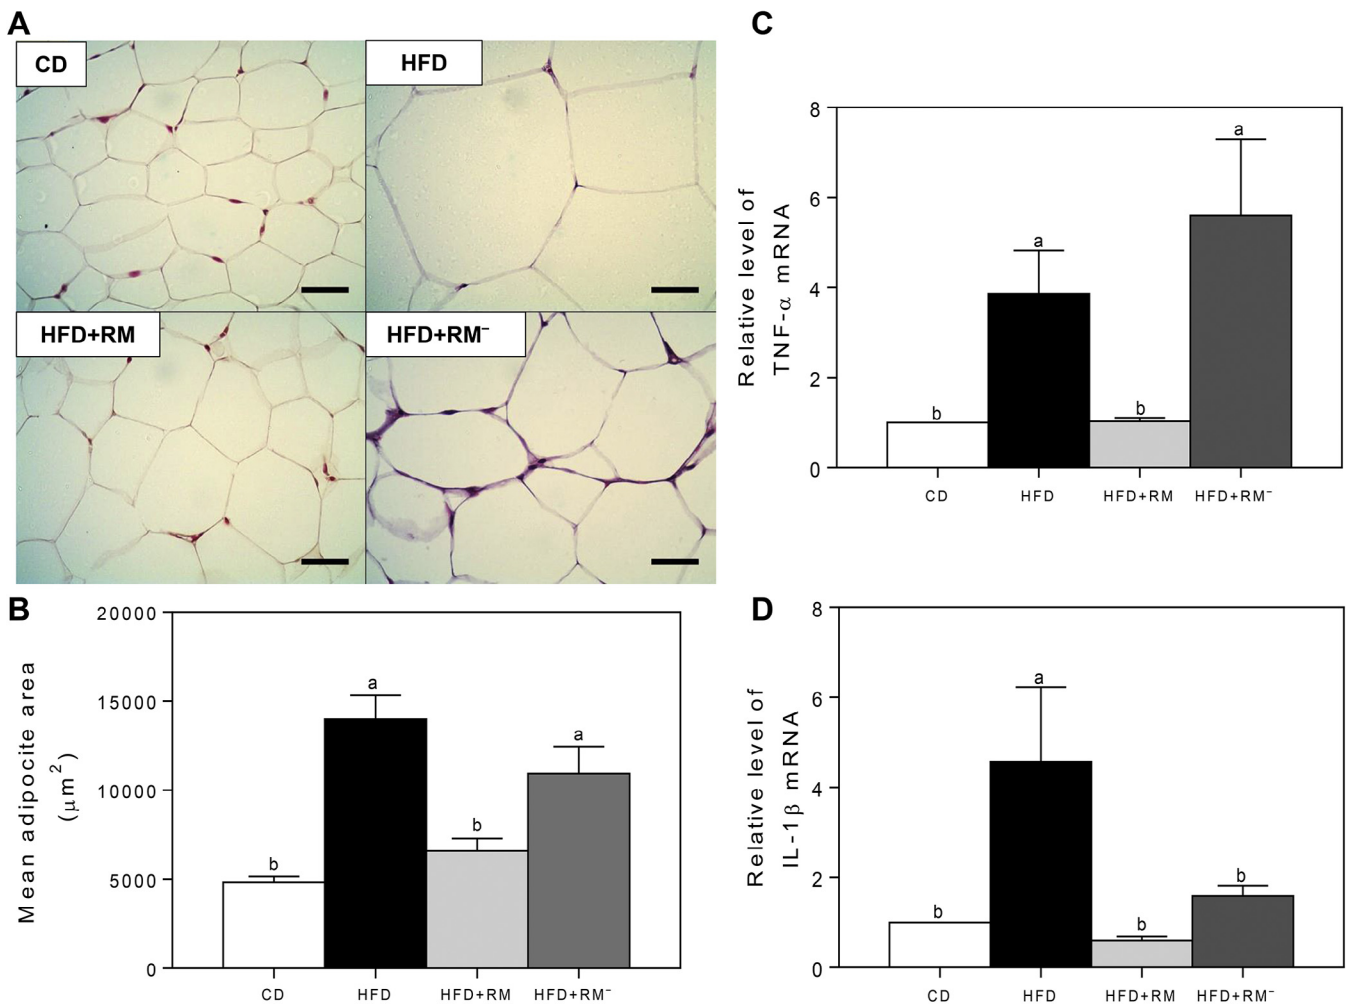 A
CD
HFD
HFD+RM
HFD+RM⁻
B
20000
15000
10000
5000
0
Mean adipocite area
(μm²)
b
a
b
a
CD
HFD
HFD+RM
HFD+RM⁻
C
8
6
4
2
0
Relative level of
TNF-α mRNA
b
a
b
a
CD
HFD
HFD+RM
HFD+RM⁻
D
8
6
4
2
0
Relative level of
IL-1β mRNA
b
a
b
b
CD
HFD
HFD+RM
HFD+RM⁻